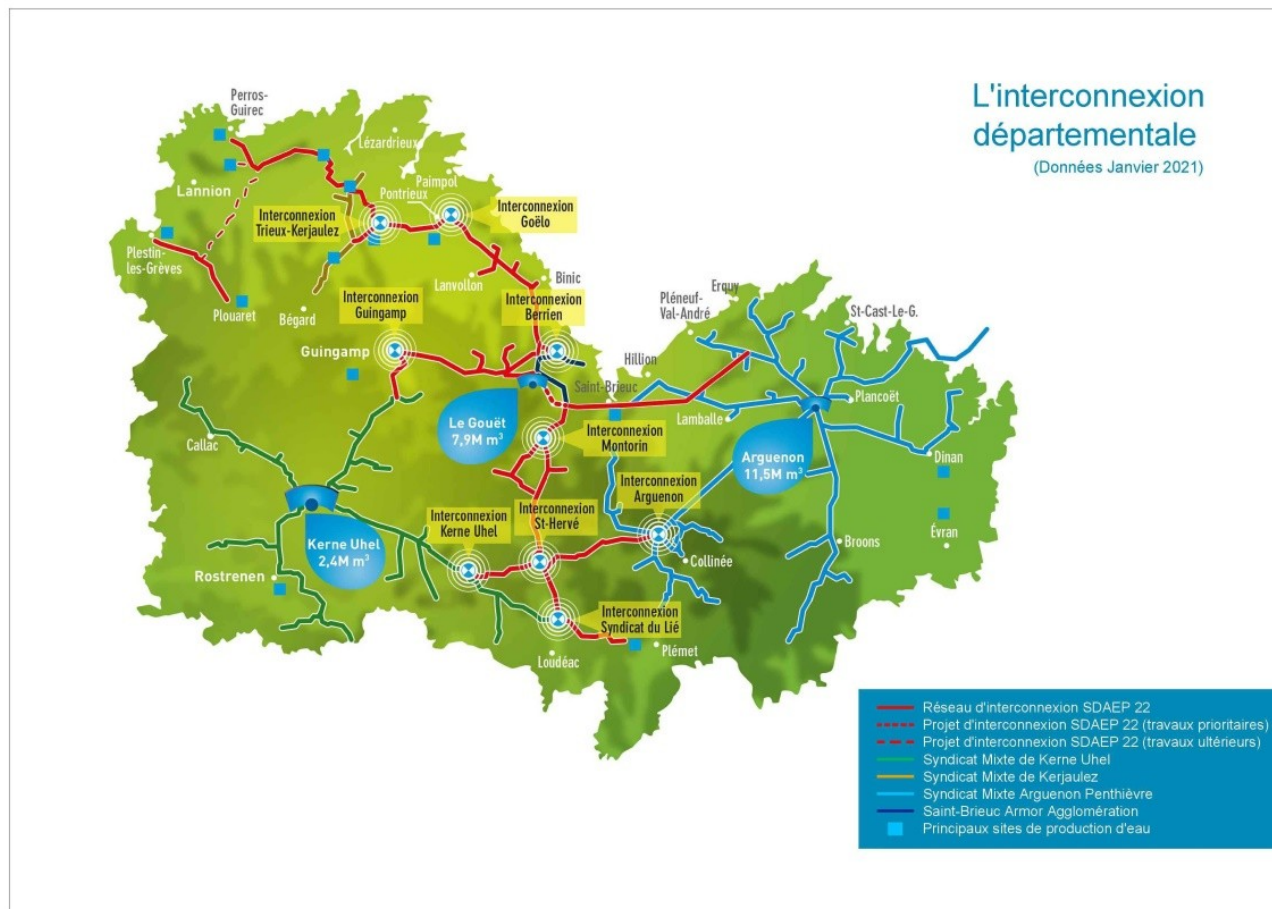 L'interconnexion
départementale
(Données Janvier 2021)
Perros-
Guirec
Lézardrieux
Lannion
Paimpol
Pontrieux
Interconnexion
Trieux-Kerjaulez
Interconnexion
Goëlo
Plestin-
les-Grèves
Lanvollon
Binic
Erquy
Pléneuf-
Val-André
St-Cast-Le-G.
Interconnexion
Guingamp
Interconnexion
Berrien
Plouaret
Bégard
Guingamp
Hillion
Saint-Brieuc
Plancoët
Lamballe
Le Gouët
7,9M m³
Interconnexion
Montorin
Callac
Arguenon
11,5M m³
Dinan
Interconnexion
Arguenon
Interconnexion
Kerne Uhel
Interconnexion
St-Hervé
Évran
Broons
Kerne Uhel
2,4M m³
Collinée
Rostrenen
Interconnexion
Syndicat du Lié
Plémet
Loudéac
Réseau d'interconnexion SDAEP 22
Projet d'interconnexion SDAEP 22 (travaux prioritaires)
Projet d'interconnexion SDAEP 22 (travaux ultérieurs)
Syndicat Mixte de Kerne Uhel
Syndicat Mixte de Kerjaulez
Syndicat Mixte Arguenon Penthièvre
Saint-Brieuc Armor Agglomération
Principaux sites de production d'eau